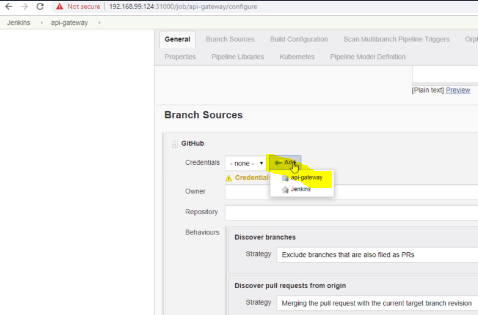 Not secure | 192.168.99.124:31000/job/api-gateway/configure
Jenkins › api-gateway ›
General Branch Sources Build Configuration Scan Multibranch Pipeline Triggers Orp
Properties Pipeline Libraries Kubernetes Pipeline Model Definition
[Plain text] Preview
Branch Sources
GitHub
Credentials - none - Add
Credential
api-gateway
Jenkins
Owner
Repository
Behaviours
Discover branches
Strategy Exclude branches that are also filed as PRs
Discover pull requests from origin
Strategy Merging the pull request with the current target branch revision